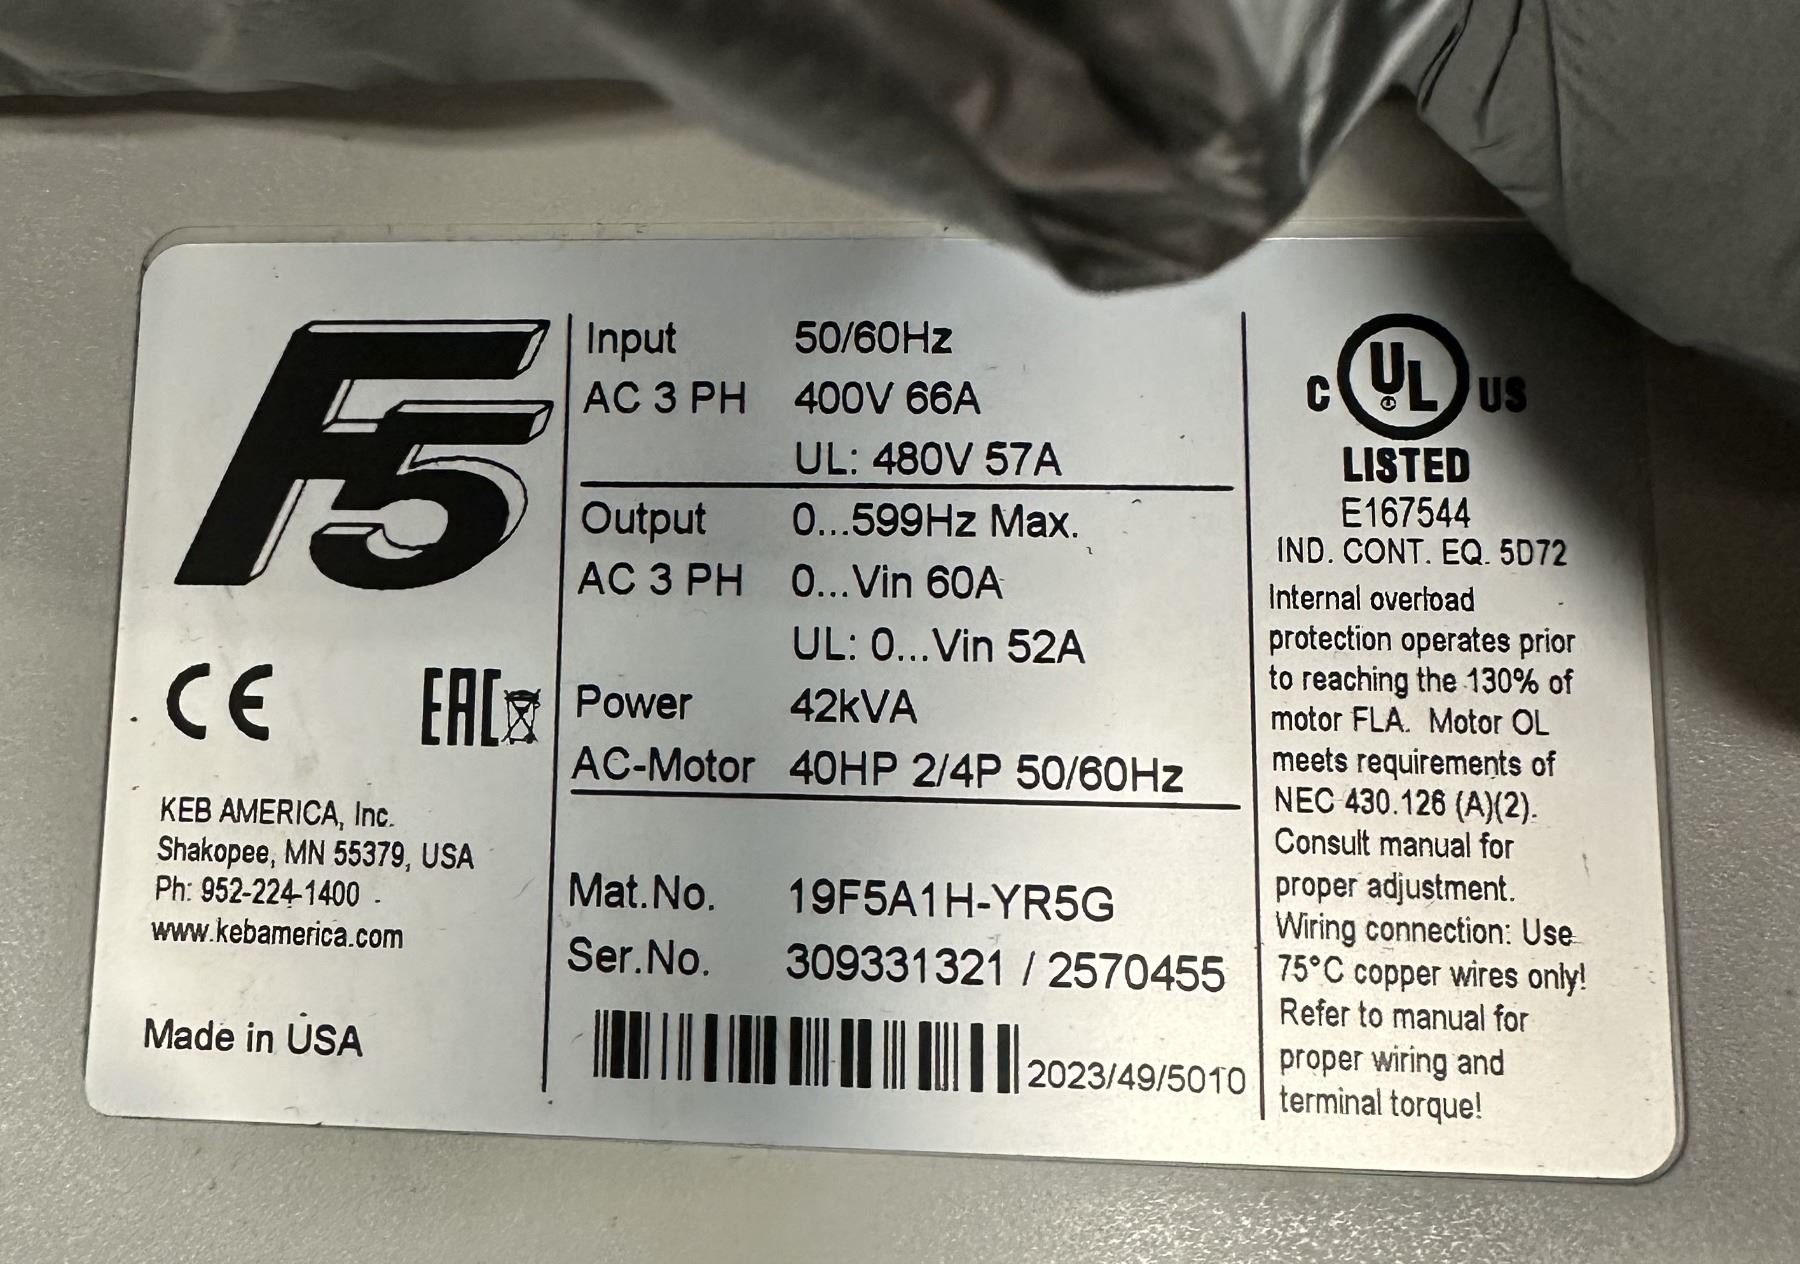 F5
CE
EAC
KEB AMERICA, Inc.
Shakopee, MN 55379, USA
Ph: 952-224-1400
www.kebamerica.com
Made in USA
Input 50/60Hz
AC 3 PH 400V 66A
UL: 480V 57A
Output 0...599Hz Max.
AC 3 PH 0...Vin 60A
UL: 0...Vin 52A
Power 42kVA
AC-Motor 40HP 2/4P 50/60Hz
Mat.No. 19F5A1H-YR5G
Ser.No. 309331321 / 2570455
2023/49/5010
C UL US
LISTED
E167544
IND. CONT. EQ. 5D72
Internal overload
protection operates prior
to reaching the 130% of
motor FLA. Motor OL
meets requirements of
NEC 430.126 (A)(2).
Consult manual for
proper adjustment.
Wiring connection: Use
75°C copper wires only!
Refer to manual for
proper wiring and
terminal torque!